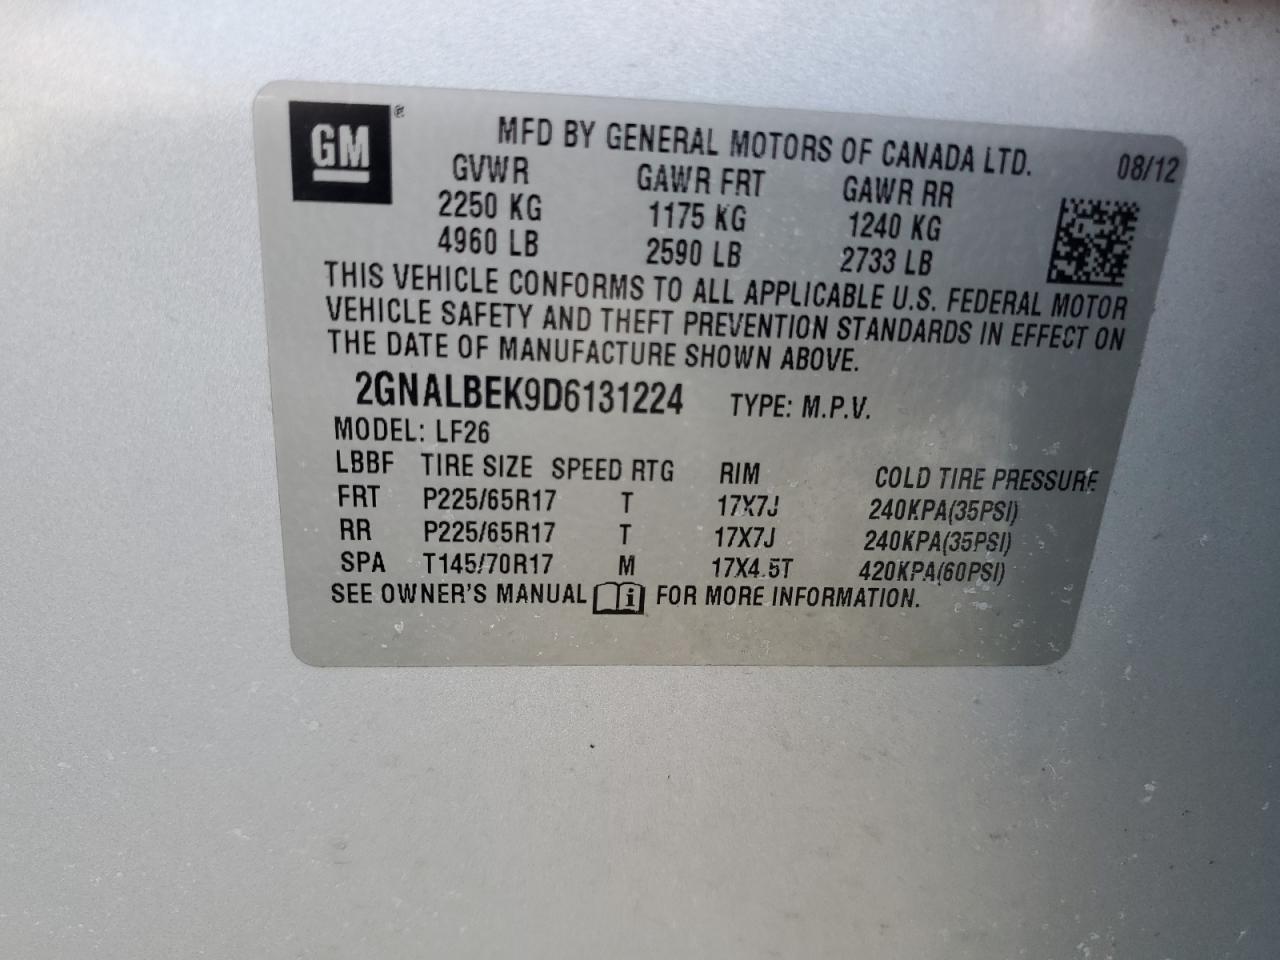 GM ®
MFD BY GENERAL MOTORS OF CANADA LTD. 08/12
GVWR GAWR FRT GAWR RR
2250 KG 1175 KG 1240 KG
4960 LB 2590 LB 2733 LB
THIS VEHICLE CONFORMS TO ALL APPLICABLE U.S. FEDERAL MOTOR
VEHICLE SAFETY AND THEFT PREVENTION STANDARDS IN EFFECT ON
THE DATE OF MANUFACTURE SHOWN ABOVE.
2GNALBEK9D6131224 TYPE: M.P.V.
MODEL: LF26
LBBF TIRE SIZE SPEED RTG RIM COLD TIRE PRESSURE
FRT P225/65R17 T 17X7J 240KPA(35PSI)
RR P225/65R17 T 17X7J 240KPA(35PSI)
SPA T145/70R17 M 17X4.5T 420KPA(60PSI)
SEE OWNER'S MANUAL i FOR MORE INFORMATION.